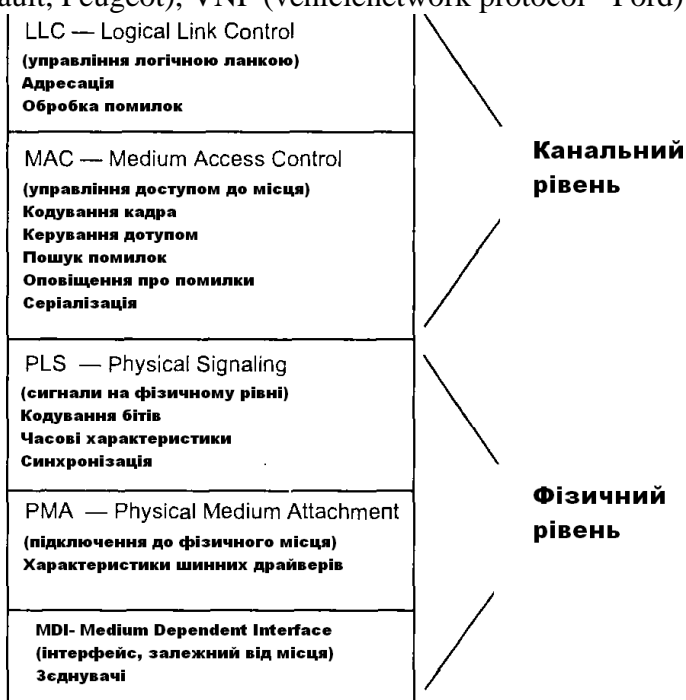 ault, Peugeot), VNP (vehiclenetwork protocol - Ford)
LLC — Logical Link Control
(управління логічною ланкою)
Адресація
Обробка помилок
MAC — Medium Access Control
(управління доступом до місця)
Кодування кадра
Керування дотупом
Пошук помилок
Оповіщення про помилки
Серіалізація
Канальний
рівень
PLS — Physical Signaling
(сигнали на фізичному рівні)
Кодування бітів
Часові характеристики
Синхронізація
PMA — Physical Medium Attachment
(підключення до фізичного місця)
Характеристики шинних драйверів
MDI- Medium Dependent Interface
(інтерфейс, залежний від місця)
Зєднувачі
Фізичний
рівень